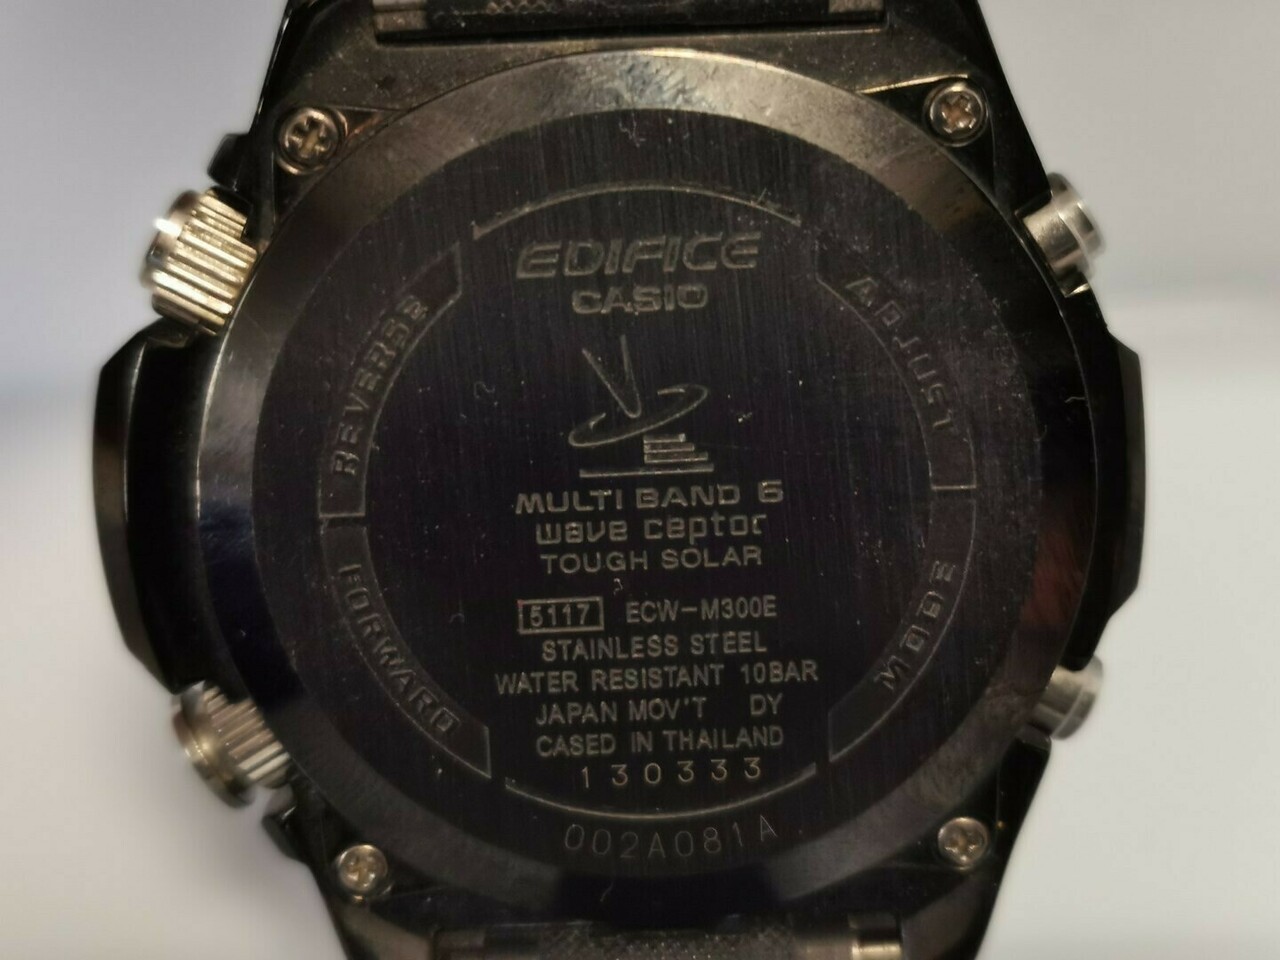 EDIFICE
CASIO
REVERSE
ADJUST
MULTI BAND 6
wave ceptor
TOUGH SOLAR
5117 ECW-M300E
STAINLESS STEEL
WATER RESISTANT 10BAR
JAPAN MOV'T DY
CASED IN THAILAND
130333
FORWARD
MODE
002A081A